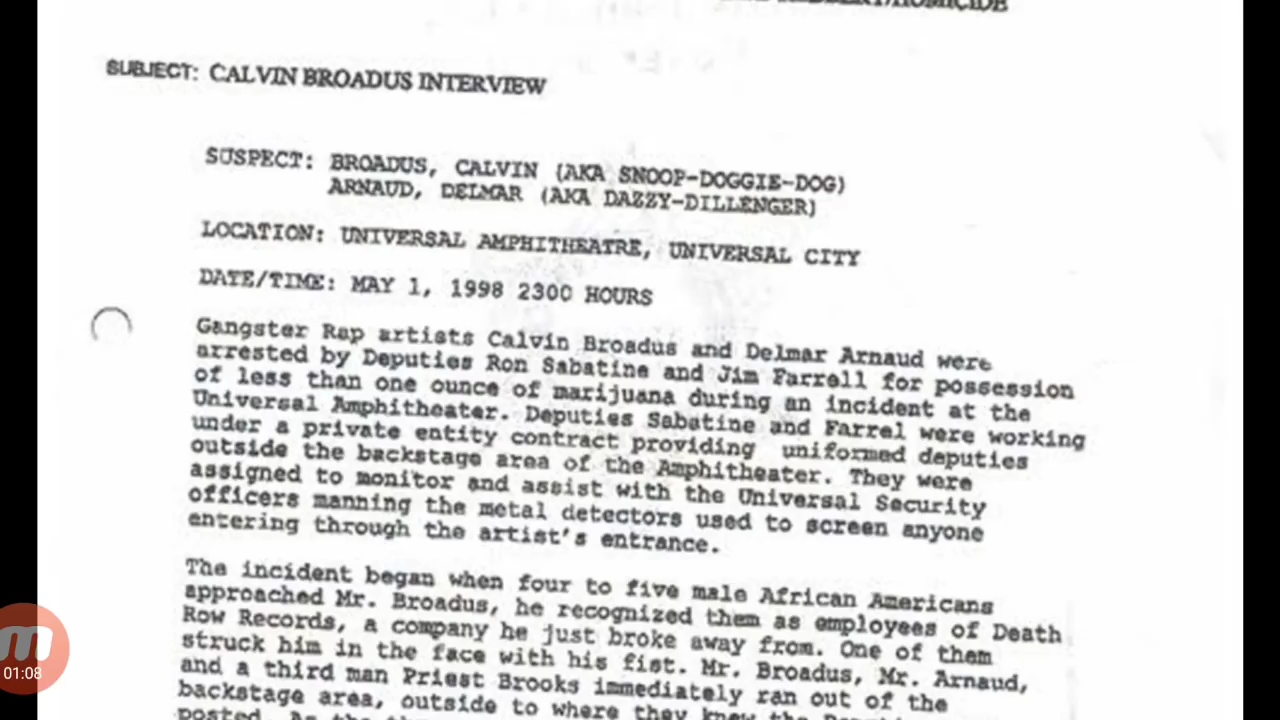 HOMICIDE
SUBJECT: CALVIN BROADUS INTERVIEW
SUSPECT: BROADUS, CALVIN (AKA SNOOP-DOGGIE-DOG)
ARNAUD, DELMAR (AKA DAZZY-DILLENGER)
LOCATION: UNIVERSAL AMPHITHEATRE, UNIVERSAL CITY
DATE/TIME: MAY 1, 1998 2300 HOURS
Gangster Rap artists Calvin Broadus and Delmar Arnaud were
arrested by Deputies Ron Sabatine and Jim Farrell for possession
of less than one ounce of marijuana during an incident at the
Universal Amphitheater. Deputies Sabatine and Farrel were working
under a private entity contract providing uniformed deputies
outside the backstage area of the Amphitheater. They were
assigned to monitor and assist with the Universal Security
officers manning the metal detectors used to screen anyone
entering through the artist's entrance.
The incident began when four to five male African Americans
approached Mr. Broadus, he recognized them as employees of Death
Row Records, a company he just broke away from. One of them
struck him in the face with his fist. Mr. Broadus, Mr. Arnaud,
and a third man Priest Brooks immediately ran out of the
backstage area, outside to where they knew the
posted. As the
01:08